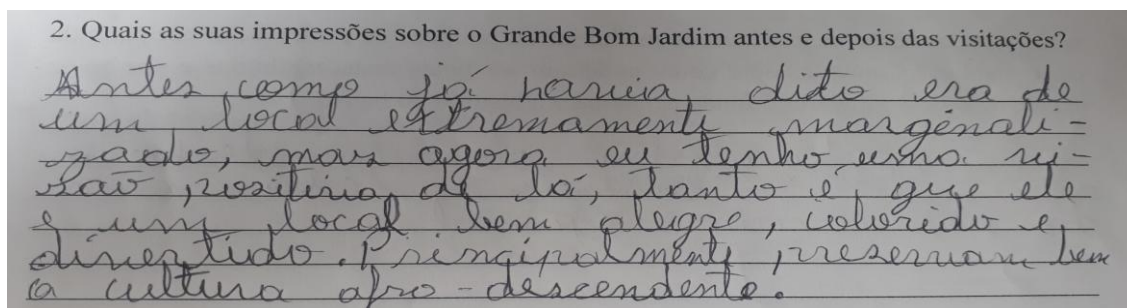 2. Quais as suas impressões sobre o Grande Bom Jardim antes e depois das visitações?
Antes como já havia dito era de
um local extremamente marginali-
zado, mas agora eu tenho uma vi-
são positiva de lá, tanto é que ele
é um local bem alegre, colorido e
divertido. Principalmente preservam bem
a cultura afro-descendente.